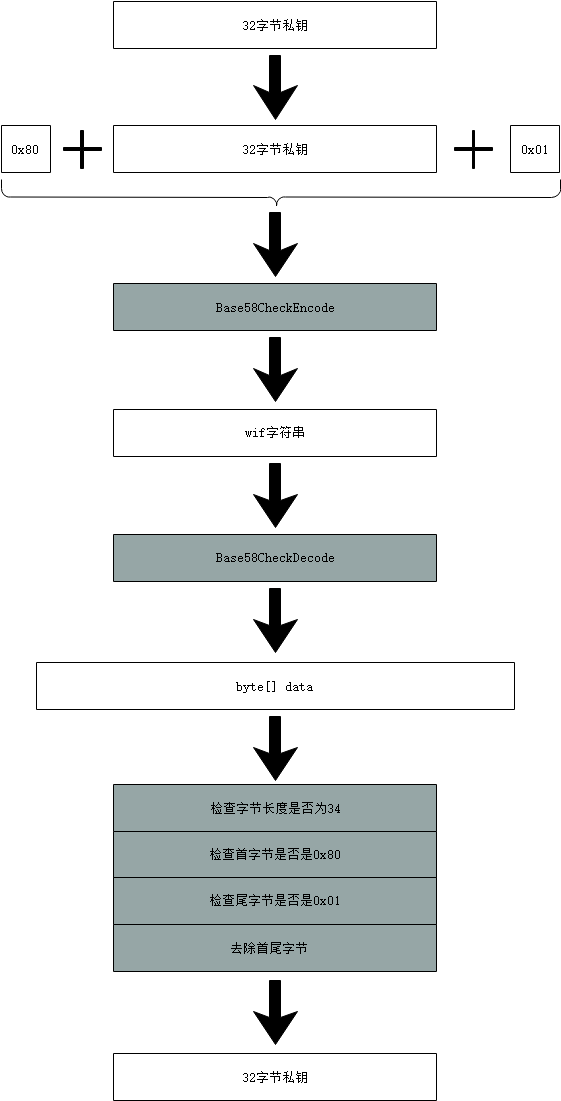 32字节私钥
0x80
32字节私钥
0x01
Base58CheckEncode
wif字符串
Base58CheckDecode
byte[] data
检查字节长度是否为34
检查首字节是否是0x80
检查尾字节是否是0x01
去除首尾字节
32字节私钥